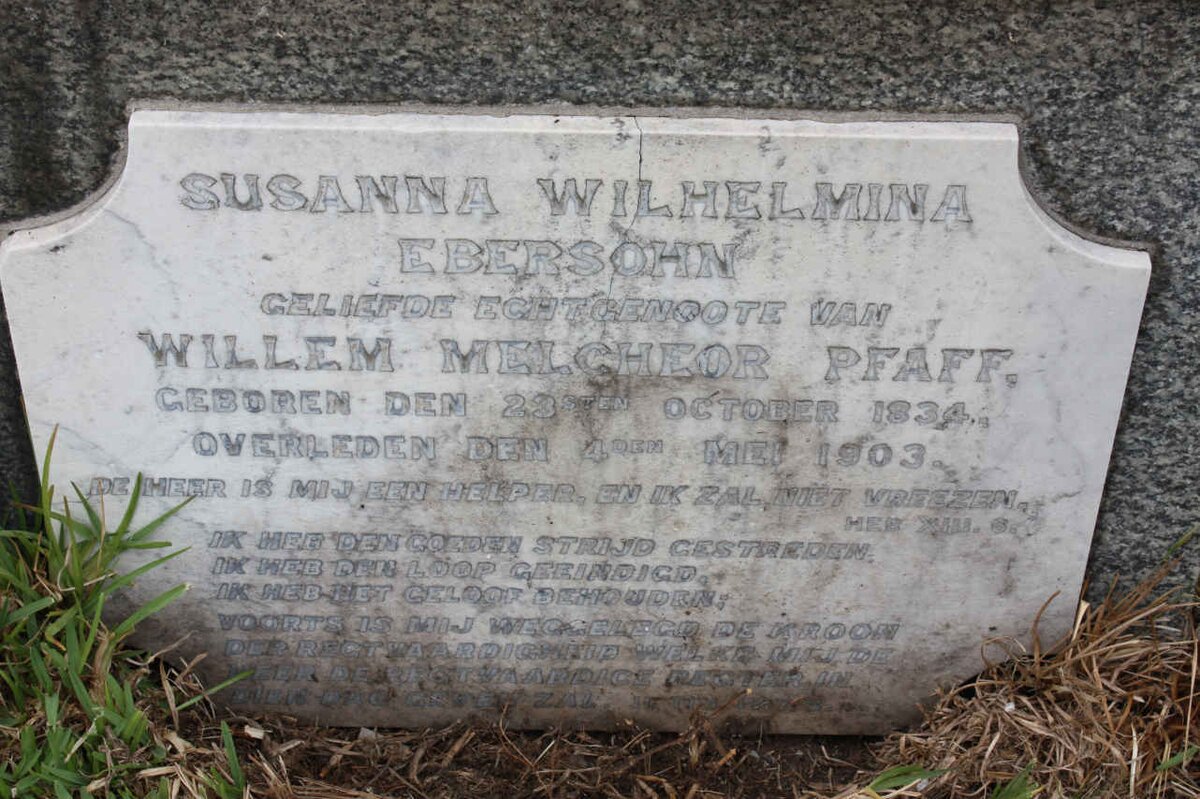 SUSANNA WILHELMINA
EBERSOHN
GELIEFDE ECHTGENOOTE VAN
WILLEM MELCHEOR PFAFF,
GEBOREN DEN 23STEN OCTOBER 1834.,
OVERLEDEN DEN 4DEN MEI 1903.
DE HEER IS MIJ EEN HELPER, EN IK ZAL NIET VREEZEN.,
HEB XIII. 6.
IK HEB DEN GOEDEN STRIJD GESTREDEN.
IK HEB DEN LOOP GEEINDIGD.
IK HEB HET GELOOF BEHOUDEN;
VOORTS IS MIJ WEGGELEGD DE KROON
DER RECTVAARDIGHEID WELKE MIJ DE
HEER DE RECTVAARDIGE RECTER IN
DIEN DAG GEVEN ZAL.